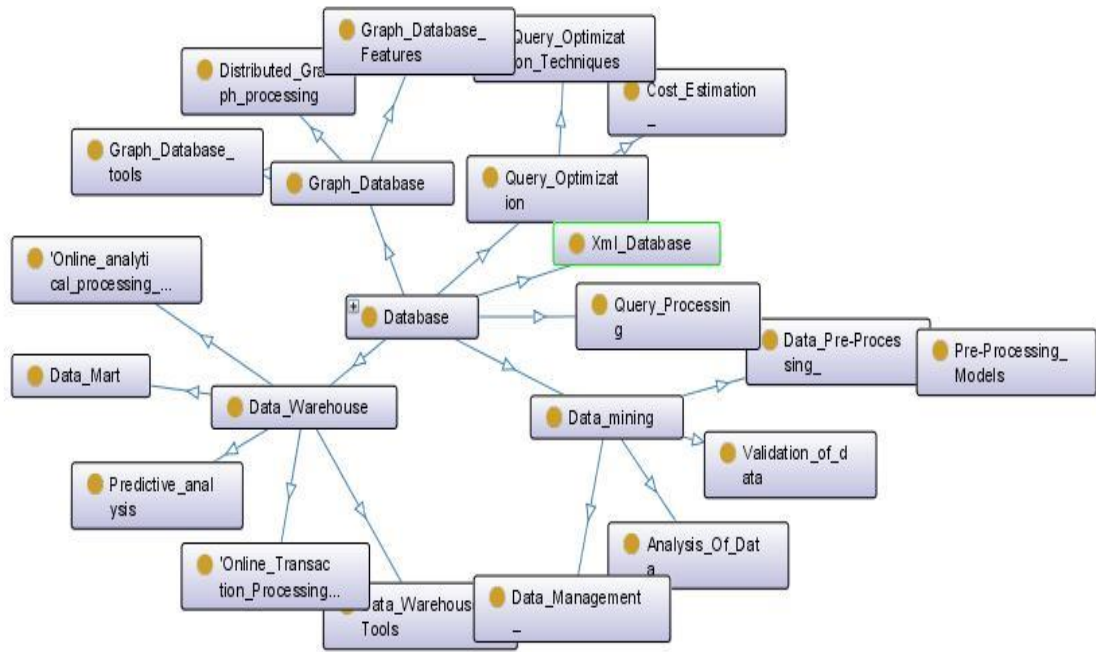 Graph_Database_
Features
Query_Optimizat
ion_Techniques
Distributed_Gra
ph_processing
Cost_Estimation
_
Graph_Database_
tools
Graph_Database
Query_Optimizat
ion
Xml_Database
'Online_analyti
cal_processing_...
Database
Query_Processin
g
Data_Pre-Proces
sing_
Pre-Processing_
Models
Data_Mart
Data_Warehouse
Data_mining
Validation_of_d
ata
Predictive_anal
ysis
Analysis_Of_Dat
a
'Online_Transac
tion_Processing...
Data_Warehouse
Tools
Data_Management
_